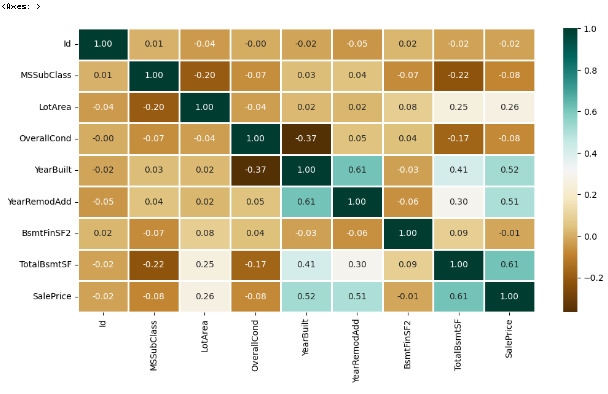 <Axes: >
Id 1.00 0.01 -0.04 -0.00 -0.02 -0.05 0.02 -0.02 -0.02
MSSubClass 0.01 1.00 -0.20 -0.07 0.03 0.04 -0.07 -0.22 -0.08
LotArea -0.04 -0.20 1.00 -0.04 0.02 0.02 0.08 0.25 0.26
OverallCond -0.00 -0.07 -0.04 1.00 -0.37 0.05 0.04 -0.17 -0.08
YearBuilt -0.02 0.03 0.02 -0.37 1.00 0.61 -0.03 0.41 0.52
YearRemodAdd -0.05 0.04 0.02 0.05 0.61 1.00 -0.06 0.30 0.51
BsmtFinSF2 0.02 -0.07 0.08 0.04 -0.03 -0.06 1.00 0.09 -0.01
TotalBsmtSF -0.02 -0.22 0.25 -0.17 0.41 0.30 0.09 1.00 0.61
SalePrice -0.02 -0.08 0.26 -0.08 0.52 0.51 -0.01 0.61 1.00
Id MSSubClass LotArea OverallCond YearBuilt YearRemodAdd BsmtFinSF2 TotalBsmtSF SalePrice
1.0
0.8
0.6
0.4
0.2
0.0
−0.2